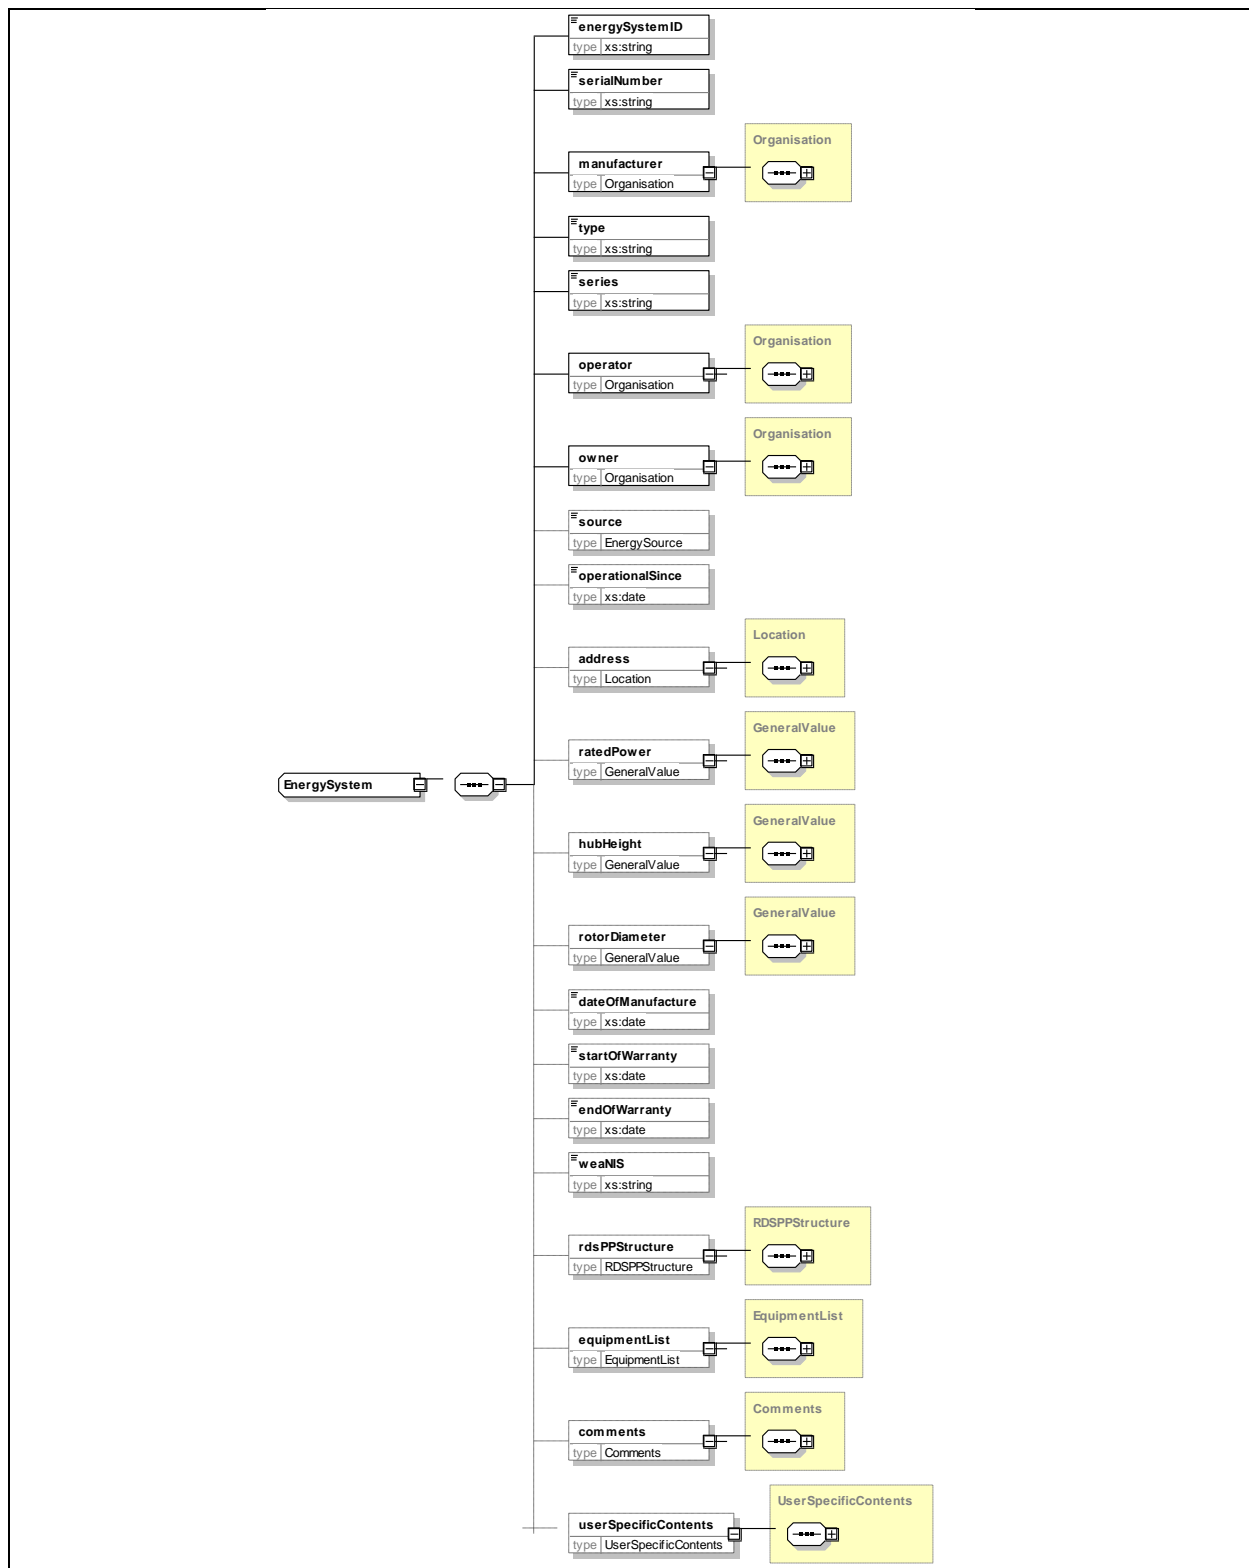 energySystemID
type xs:string
serialNumber
type xs:string
Organisation
manufacturer
type Organisation
type
type xs:string
series
type xs:string
Organisation
operator
type Organisation
Organisation
owner
type Organisation
source
type EnergySource
operationalSince
type xs:date
Location
address
type Location
GeneralValue
ratedPower
type GeneralValue
EnergySystem
GeneralValue
hubHeight
type GeneralValue
GeneralValue
rotorDiameter
type GeneralValue
dateOfManufacture
type xs:date
startOfWarranty
type xs:date
endOfWarranty
type xs:date
weaNIS
type xs:string
RDSPPStructure
rdsPPStructure
type RDSPPStructure
EquipmentList
equipmentList
type EquipmentList
Comments
comments
type Comments
UserSpecificContents
userSpecificContents
type UserSpecificContents